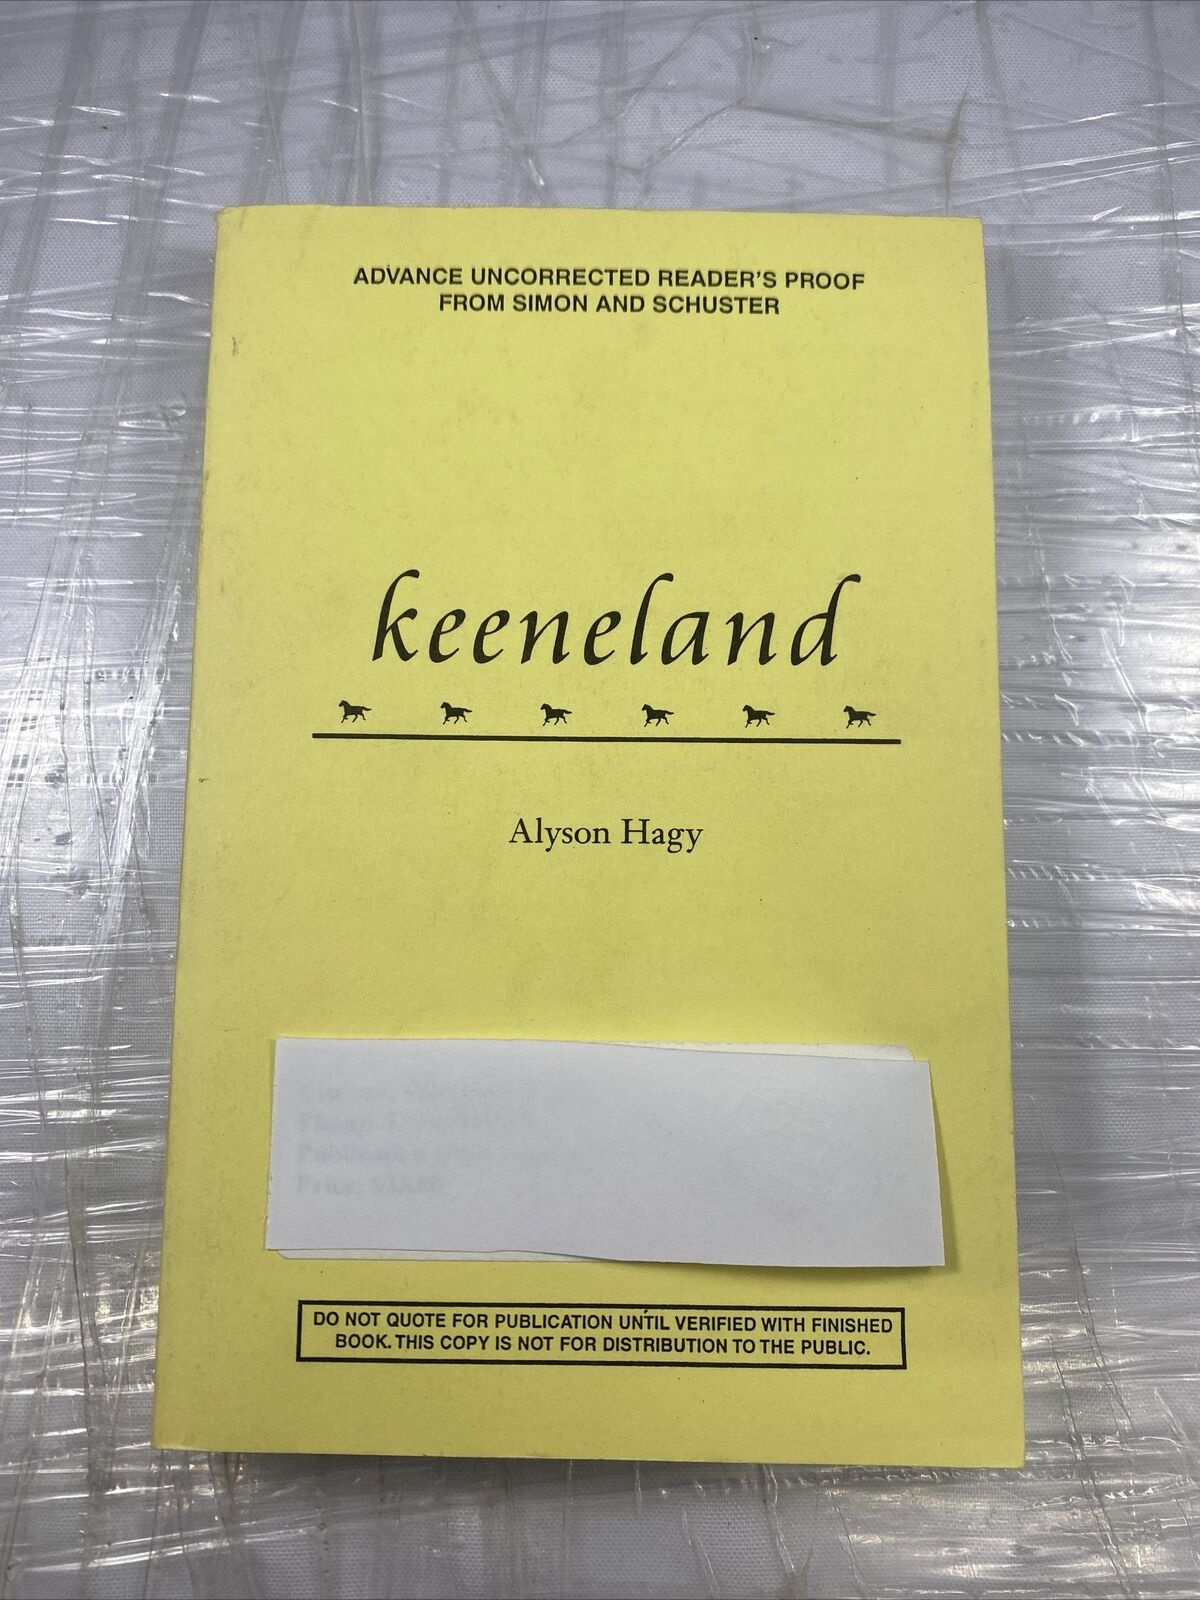 ADVANCE UNCORRECTED READER'S PROOF
FROM SIMON AND SCHUSTER
keeneland
Alyson Hagy
Price:
DO NOT QUOTE FOR PUBLICATION UNTIL VERIFIED WITH FINISHED
BOOK. THIS COPY IS NOT FOR DISTRIBUTION TO THE PUBLIC.